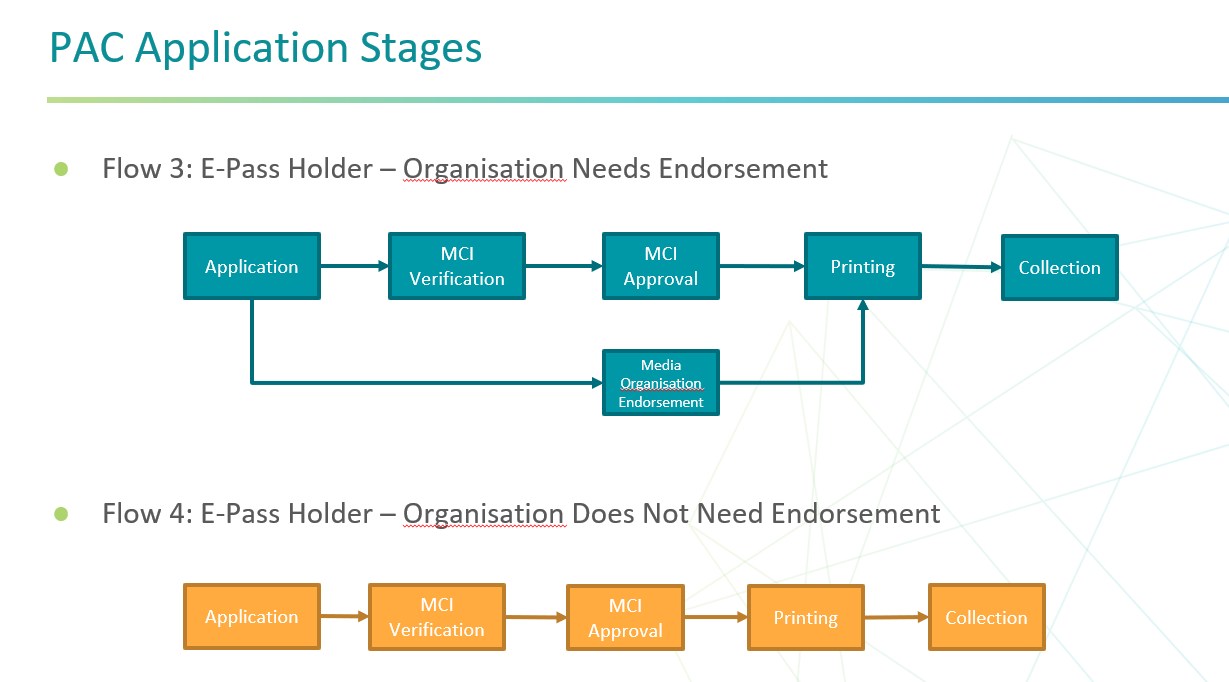 PAC Application Stages
Flow 3: E-Pass Holder – Organisation Needs Endorsement
Application
MCI
Verification
MCI
Approval
Printing
Collection
Media
Organisation
Endorsement
Flow 4: E-Pass Holder – Organisation Does Not Need Endorsement
Application
MCI
Verification
MCI
Approval
Printing
Collection